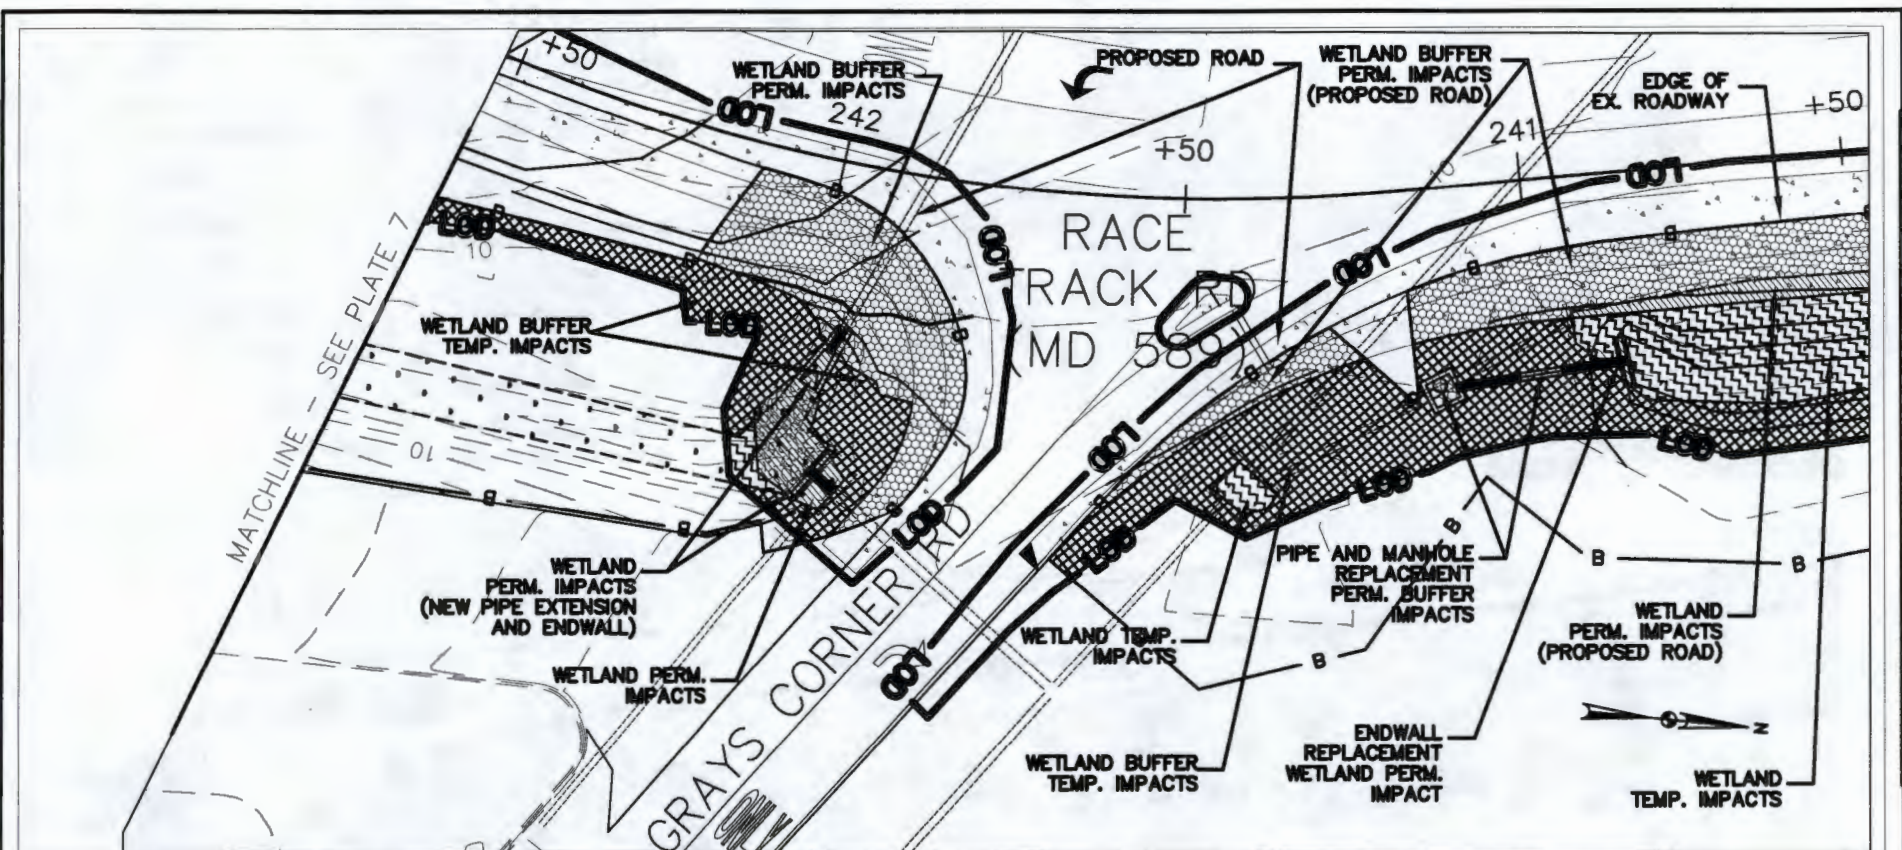 +50
WETLAND BUFFER
PERM. IMPACTS
242
LOD
PROPOSED ROAD
WETLAND BUFFER
PERM. IMPACTS
(PROPOSED ROAD)
EDGE OF
EX. ROADWAY
+50
241
+50
LOD
B
B
B
B
LOD
10
LOD
RACE
TRACK RD
(MD 589)
LOD
B
B
MATCHLINE - SEE PLATE 7
WETLAND BUFFER
TEMP. IMPACTS
L LOD
B
LOD
10
B
B
B
B
LOD
LOD
LOD
LOD
WETLAND
PERM. IMPACTS
(NEW PIPE EXTENSION
AND ENDWALL)
PIPE AND MANHOLE
REPLACEMENT
PERM. BUFFER
IMPACTS
B
B
B
WETLAND
PERM. IMPACTS
(PROPOSED ROAD)
WETLAND TEMP.
IMPACTS
B
WETLAND PERM.
IMPACTS
LOD
GRAYS CORNER RD
N
WETLAND BUFFER
TEMP. IMPACTS
ENDWALL
REPLACEMENT
WETLAND PERM.
IMPACT
WETLAND
TEMP. IMPACTS